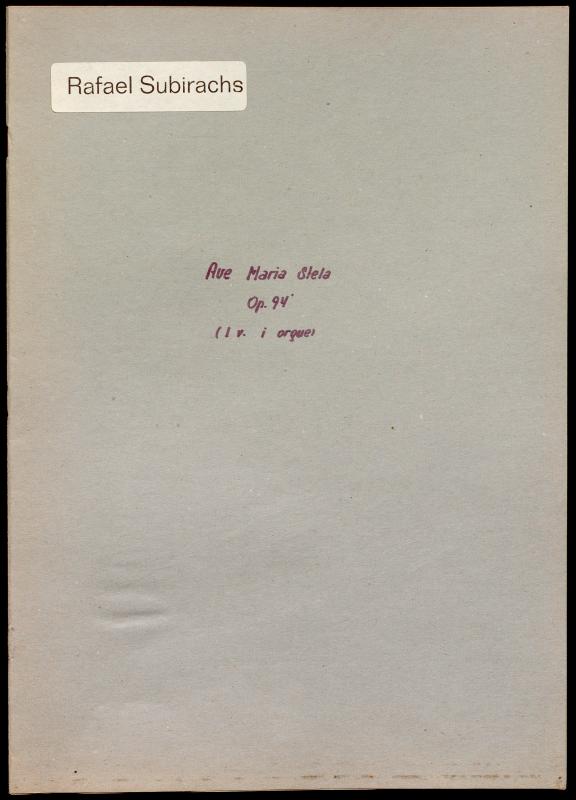 Rafael Subirachs
Ave Maria Stela
Op. 94
(1 v. i orgue)